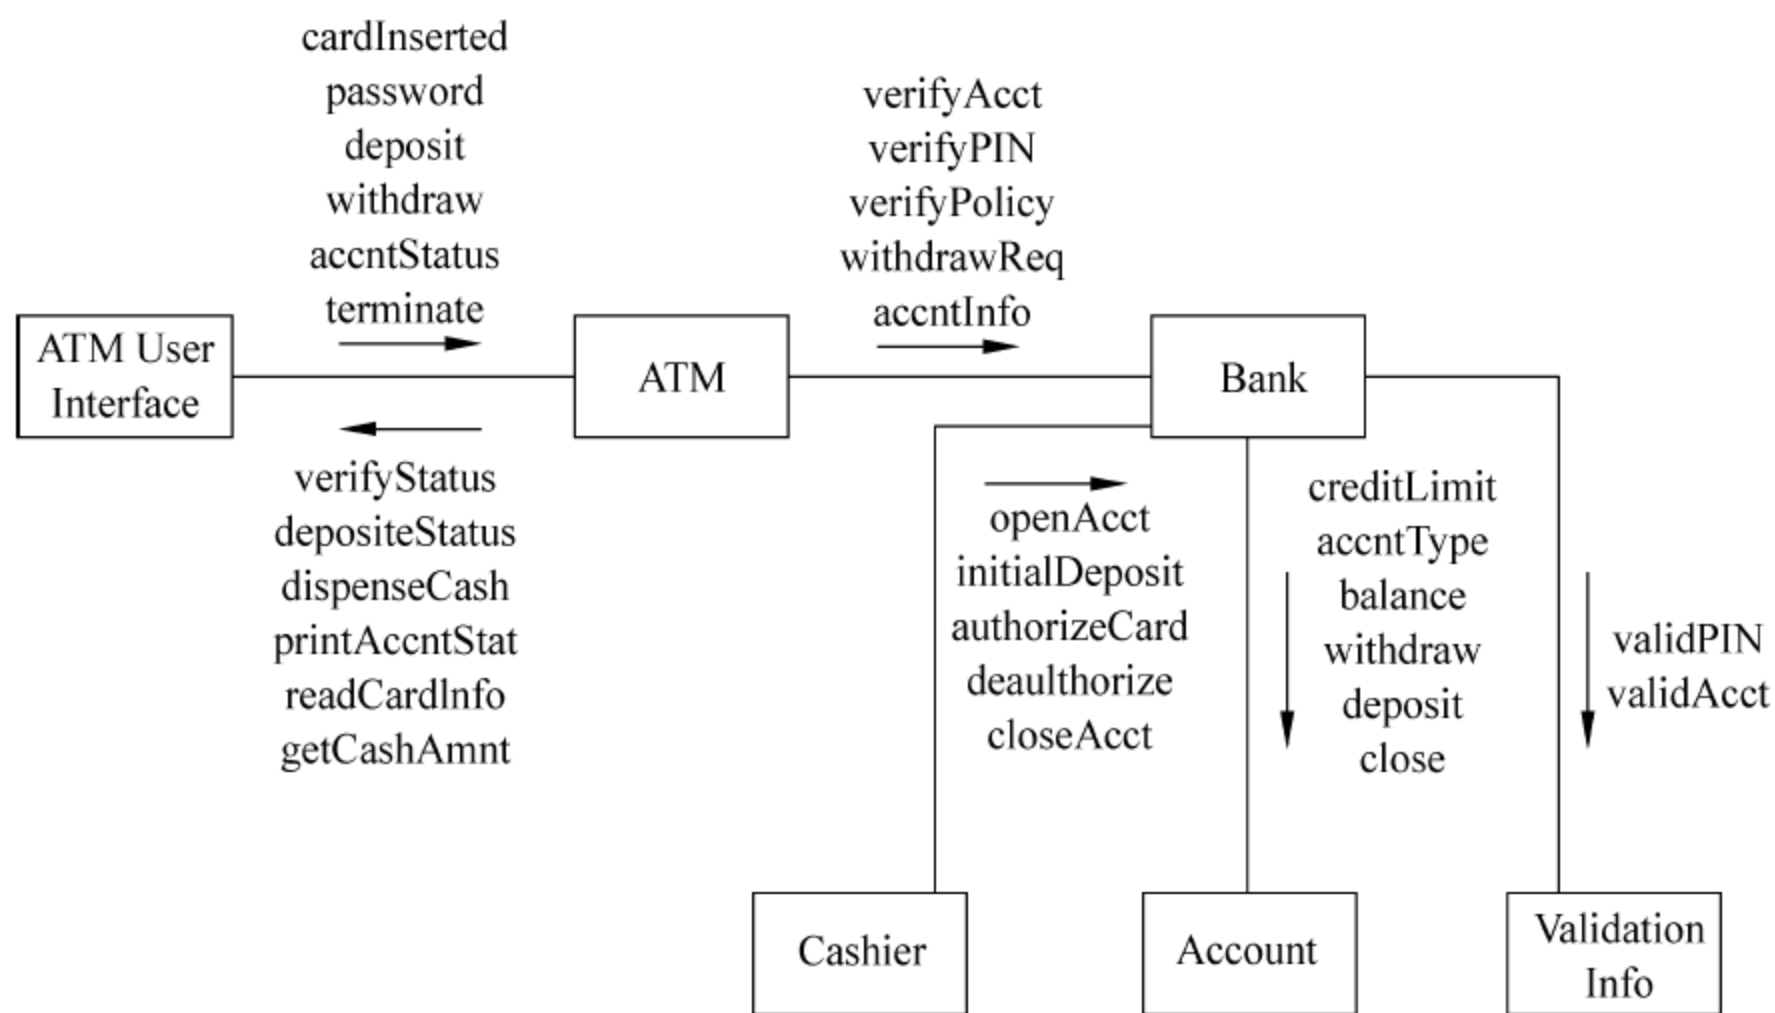 cardInserted
password
deposit
withdraw
accntStatus
terminate
verifyAcct
verifyPIN
verifyPolicy
withdrawReq
accntInfo
ATM User
Interface
ATM
Bank
verifyStatus
depositeStatus
dispenseCash
printAccntStat
readCardlnfo
getCashAmnt
openAcct
initialDeposit
authorizeCard
deaulthorize
closeAcct
creditLimit
accntType
balance
withdraw
deposit
close
validPIN
validAcct
Cashier
Account
Validation
Info